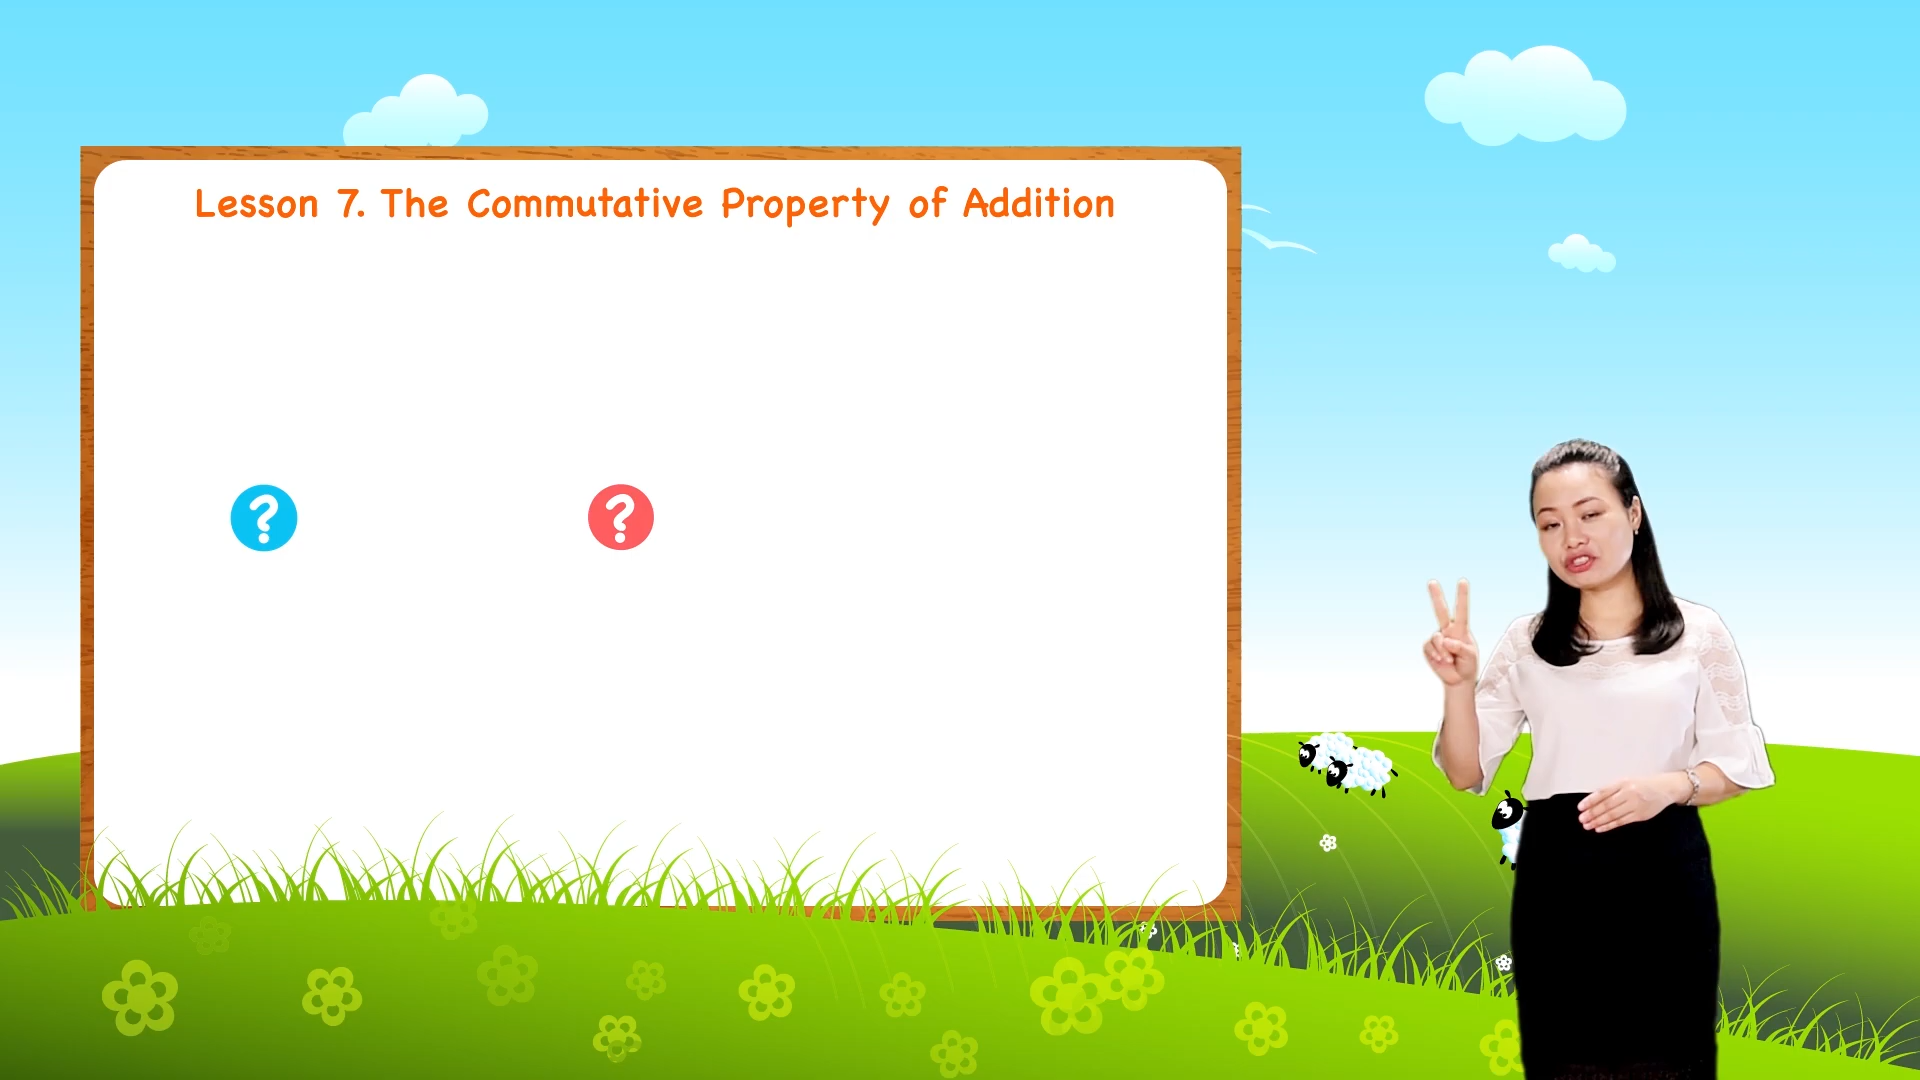 Lesson 7. The Commutative Property of Addition
? ?